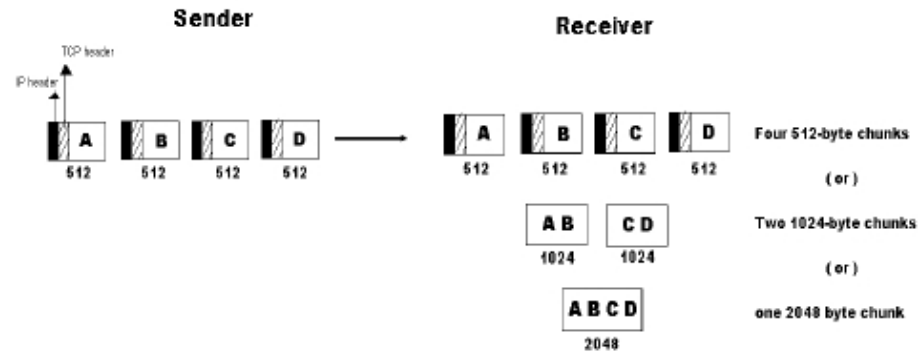 Sender
Receiver
TCP header
IP header
A B C D
512 512 512 512
A B C D
512 512 512 512
Four 512-byte chunks
( or )
A B C D
1024 1024
Two 1024-byte chunks
( or )
A B C D
2048
one 2048 byte chunk